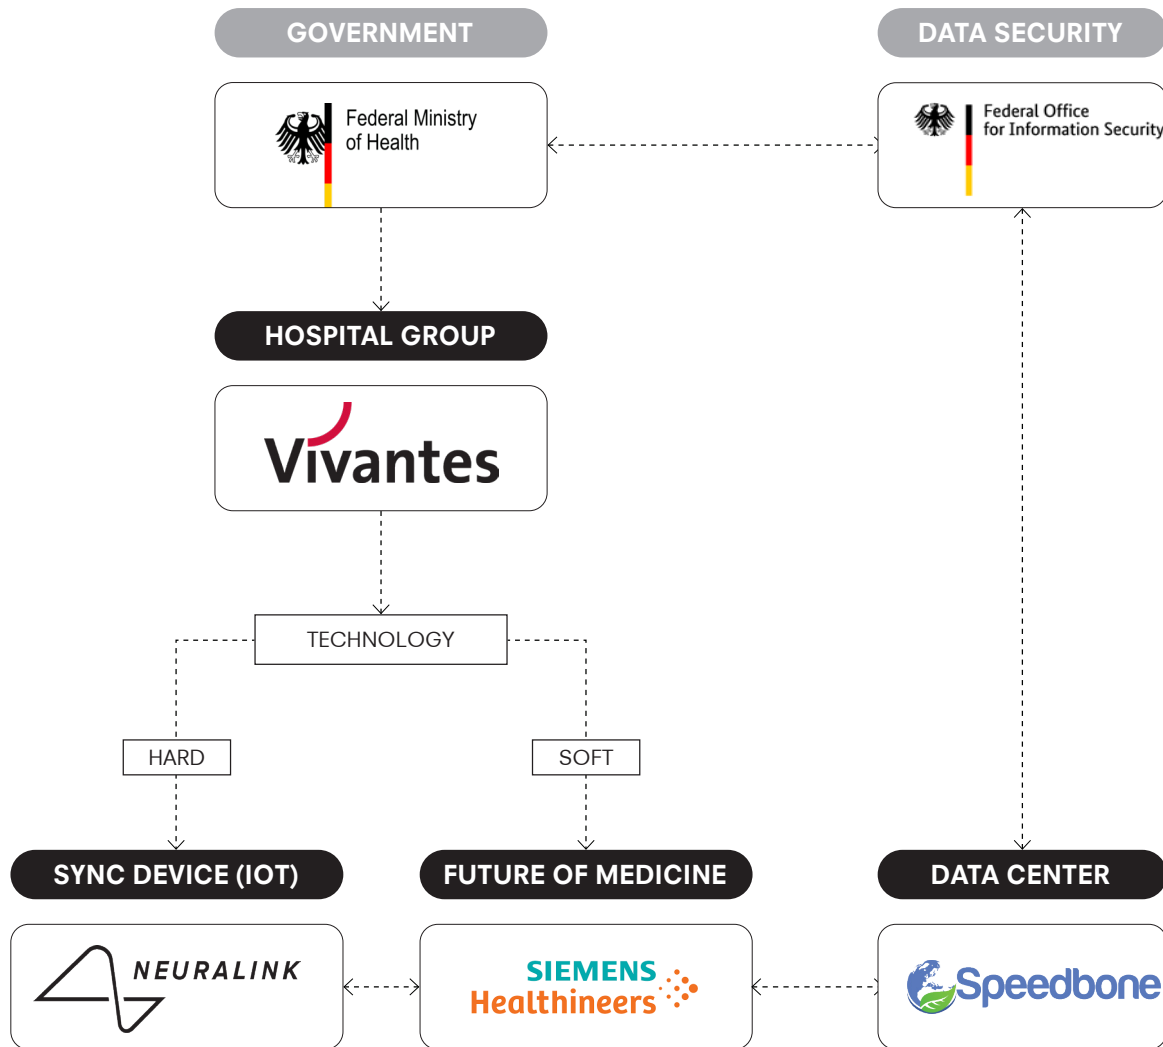 GOVERNMENT
DATA SECURITY
Federal Ministry
of Health
Federal Office
for Information Security
HOSPITAL GROUP
Vivantes
TECHNOLOGY
HARD
SOFT
SYNC DEVICE (IOT)
FUTURE OF MEDICINE
DATA CENTER
NEURALINK
SIEMENS
Healthineers
Speedbone